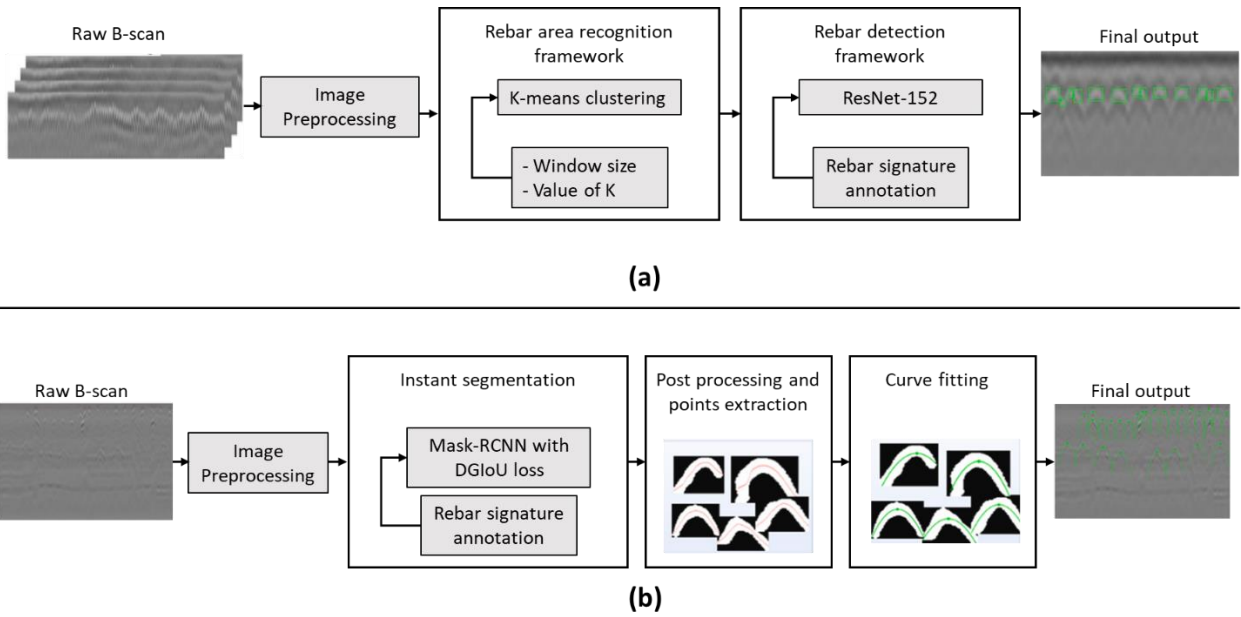 Raw B-scan
Image
Preprocessing
Rebar area recognition
framework
K-means clustering
- Window size
- Value of K
Rebar detection
framework
ResNet-152
Rebar signature
annotation
Final output
(a)
Raw B-scan
Image
Preprocessing
Instant segmentation
Mask-RCNN with
DGIoU loss
Rebar signature
annotation
Post processing and
points extraction
Curve fitting
Final output
(b)